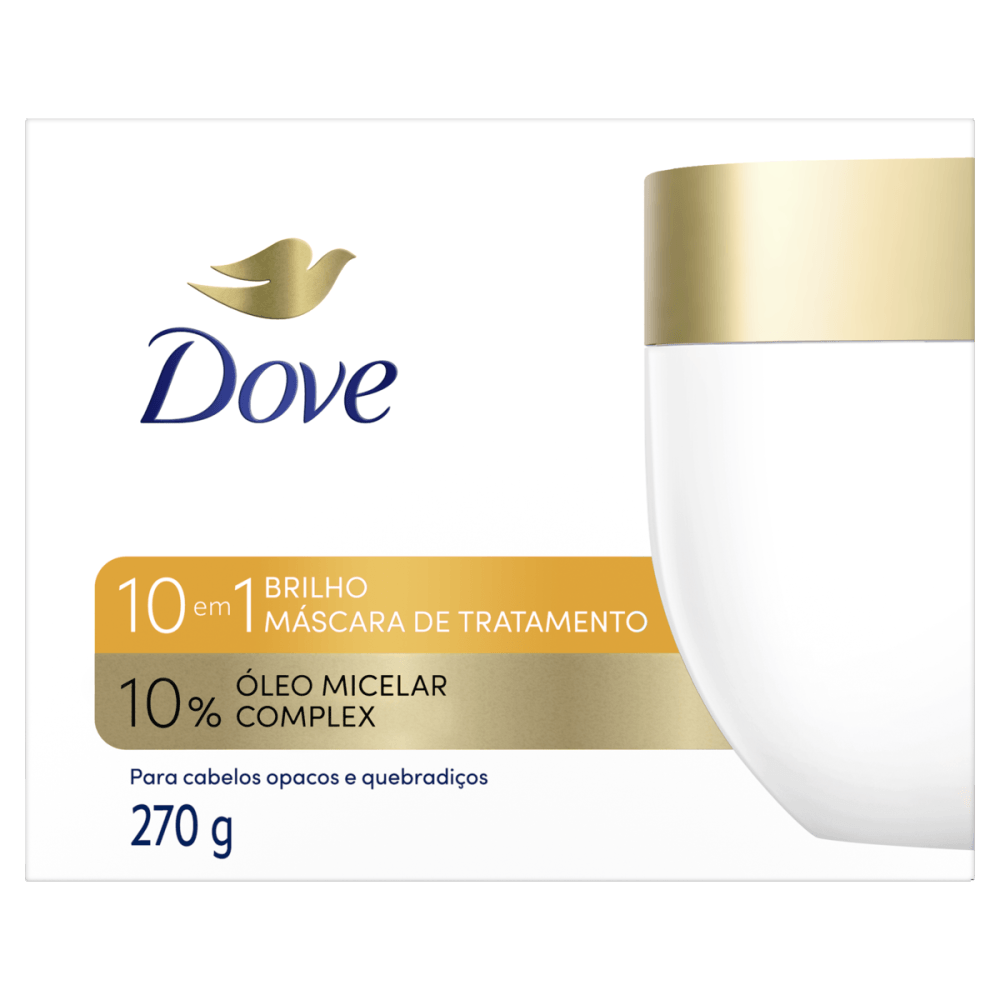 Dove
10 em 1 BRILHO
MÁSCARA DE TRATAMENTO
10% ÓLEO MICELAR
COMPLEX
Para cabelos opacos e quebradiços
270 g